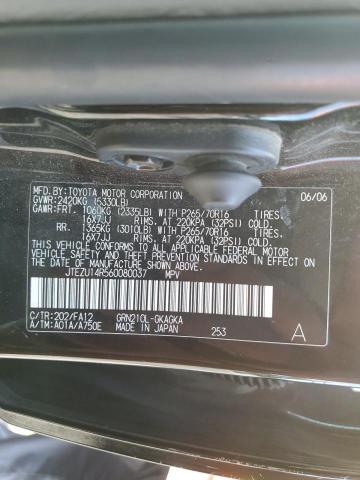 MFD.BY:TOYOTA MOTOR CORPORATION 06/06
GVWR:2420KG (5330LB)
GAWR:FRT. 1060KG (2335LB) WITH P265/70R16 TIRES,
16X7JJ RIMS, AT 220KPA (32PSI) COLD.
RR: 1365KG (3010LB) WITH P265/70R16 TIRES,
16X7JJ RIMS, AT 220KPA (32PSI) COLD.
THIS VEHICLE CONFORMS TO ALL APPLICABLE FEDERAL MOTOR
VEHICLE SAFETY STANDARDS IN EFFECT ON THE DATE OF
MANUFACTURE SHOWN ABOVE.
JTEZU14R560080037 MPV
C/TR:202/FA12 GRN210L-GKAGKA
A/TM:A01A/A750E MADE IN JAPAN 253 A